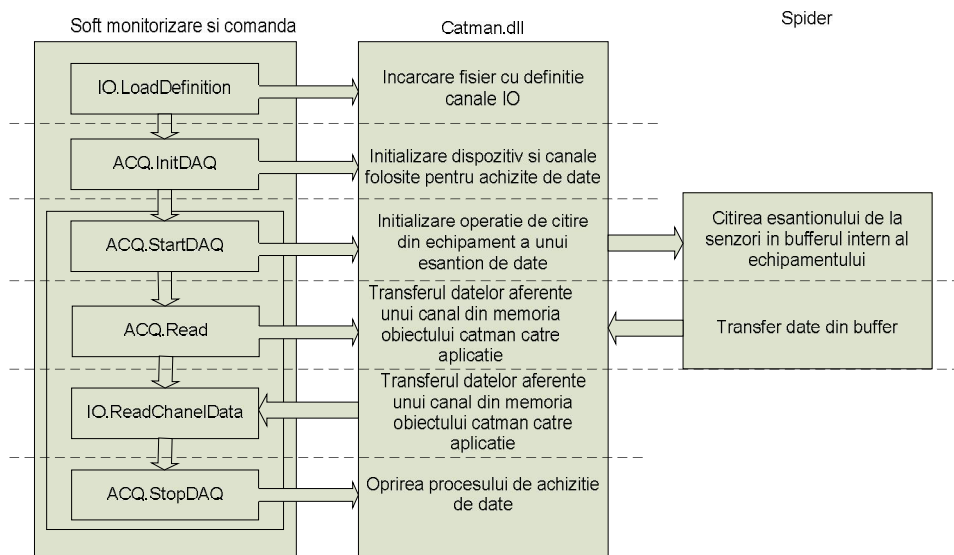 Soft monitorizare si comanda
Catman.dll
Spider
IO.LoadDefinition
Incarcare fisier cu definitie
canale IO
ACQ.InitDAQ
Initializare dispozitiv si canale
folosite pentru achizite de date
ACQ.StartDAQ
Initializare operatie de citire
din echipament a unui
esantion de date
Citirea esantionului de la
senzori in bufferul intern al
echipamentului
ACQ.Read
Transferul datelor aferente
unui canal din memoria
obiectului catman catre
aplicatie
Transfer date din buffer
IO.ReadChanelData
Transferul datelor aferente
unui canal din memoria
obiectului catman catre
aplicatie
ACQ.StopDAQ
Oprirea procesului de achizitie
de date